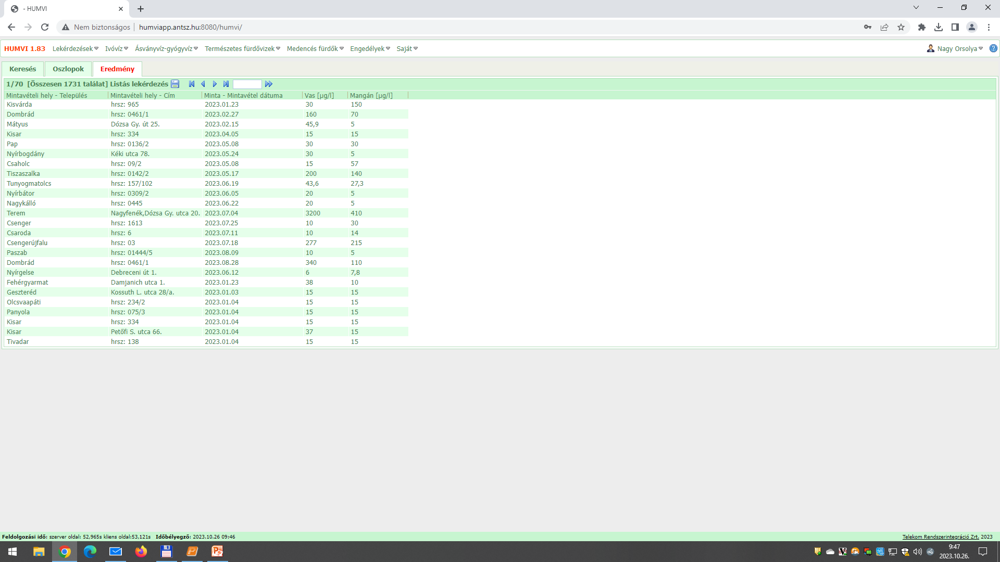 - HUMVI
Nem biztonságos humviapp.antsz.hu:8080/humvi/
HUMVI 1.83 Lekérdezések Ivóvíz Ásványvíz-gyógyvíz Természetes fürdővizek Medencés fürdők Engedélyek Saját Nagy Orsolya
Keresés Oszlopok Eredmény
1/70 [Összesen 1731 találat] Listás lekérdezés
Mintavételi hely - Település Mintavételi hely - Cím Minta - Mintavétel dátuma Vas [µg/l] Mangán [µg/l]
Kisvárda hrsz: 965 2023.01.23 30 150
Dombrád hrsz: 0461/1 2023.02.27 160 70
Mátyus Dózsa Gy. út 25. 2023.02.15 45,9 5
Kisar hrsz: 334 2023.04.05 15 15
Pap hrsz: 0136/2 2023.05.08 30 30
Nyírbogdány Kéki utca 78. 2023.05.24 30 5
Csaholc hrsz: 09/2 2023.05.08 15 57
Tiszaszalka hrsz: 0142/2 2023.05.17 200 140
Tunyogmatolcs hrsz: 157/102 2023.06.19 43,6 27,3
Nyírbátor hrsz: 0309/2 2023.06.05 20 5
Nagykálló hrsz: 0445 2023.06.22 20 5
Terem Nagyfenék,Dózsa Gy. utca 20. 2023.07.04 3200 410
Csenger hrsz: 1613 2023.07.25 10 30
Csaroda hrsz: 6 2023.07.11 10 14
Csengerújfalu hrsz: 03 2023.07.18 277 215
Paszab hrsz: 01444/5 2023.08.09 10 5
Dombrád hrsz: 0461/1 2023.08.28 340 110
Nyírgelse Debreceni út 1. 2023.06.12 6 7,8
Fehérgyarmat Damjanich utca 1. 2023.01.23 38 10
Geszteréd Kossuth L. utca 28/a. 2023.01.03 15 15
Olcsvaapáti hrsz: 234/2 2023.01.04 15 15
Panyola hrsz: 075/3 2023.01.04 15 15
Kisar hrsz: 334 2023.01.04 15 15
Kisar Petőfi S. utca 66. 2023.01.04 37 15
Tivadar hrsz: 138 2023.01.04 15 15
Feldolgozási idő: szerver oldal: 52,965s kliens oldal:53,121s Időbélyegző: 2023.10.26 09:46 Telekom Rendszerintegráció Zrt. 2023
9:47
2023.10.26.